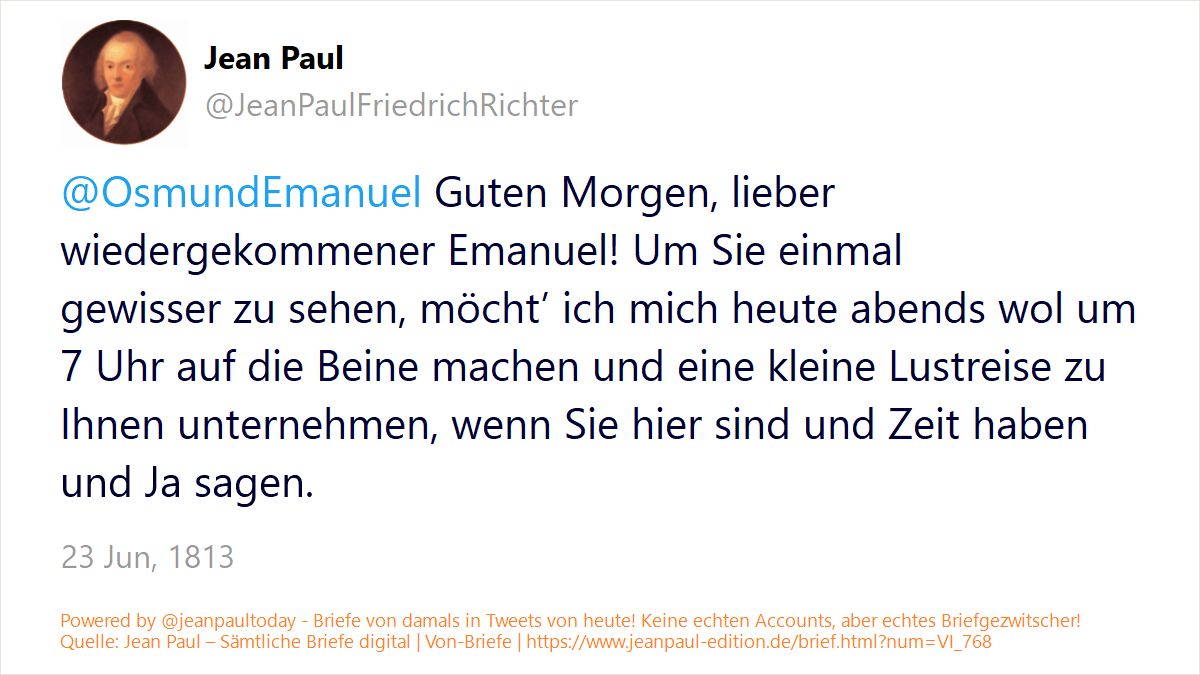 Jean Paul
@JeanPaulFriedrichRichter
@OsmundEmanuel Guten Morgen, lieber
wiedergekommener Emanuel! Um Sie einmal
gewisser zu sehen, möcht’ ich mich heute abends wol um
7 Uhr auf die Beine machen und eine kleine Lustreise zu
Ihnen unternehmen, wenn Sie hier sind und Zeit haben
und Ja sagen.
23 Jun, 1813
Powered by @jeanpaultoday - Briefe von damals in Tweets von heute! Keine echten Accounts, aber echtes Briefgezwitscher!
Quelle: Jean Paul – Sämtliche Briefe digital | Von-Briefe | https://www.jeanpaul-edition.de/brief.html?num=VI_768